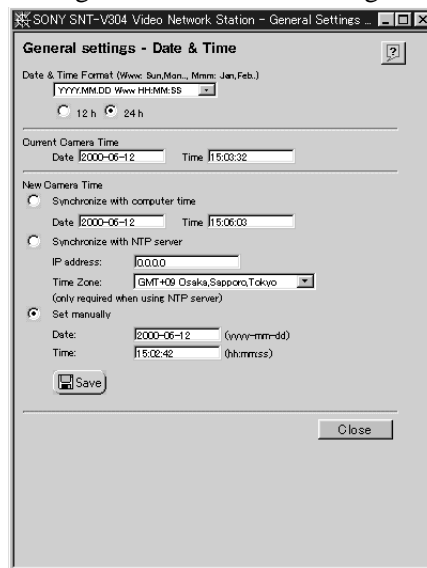 SONY SNT-V304 Video Network Station - General Settings ...
General settings - Date & Time
?
Date & Time Format (Www: Sun,Mon.., Mmm: Jan,Feb..)
YYYY.MM.DD Www HH:MM:SS
12 h 24 h
Current Camera Time
Date 2000-06-12 Time 15:03:32
New Camera Time
Synchronize with computer time
Date 2000-06-12 Time 15:06:03
Synchronize with NTP server
IP address: 0.0.0.0
Time Zone: GMT+09 Osaka,Sapporo,Tokyo
(only required when using NTP server)
Set manually
Date: 2000-06-12 (yyyy-mm-dd)
Time: 15:02:42 (hh:mm:ss)
Save
Close